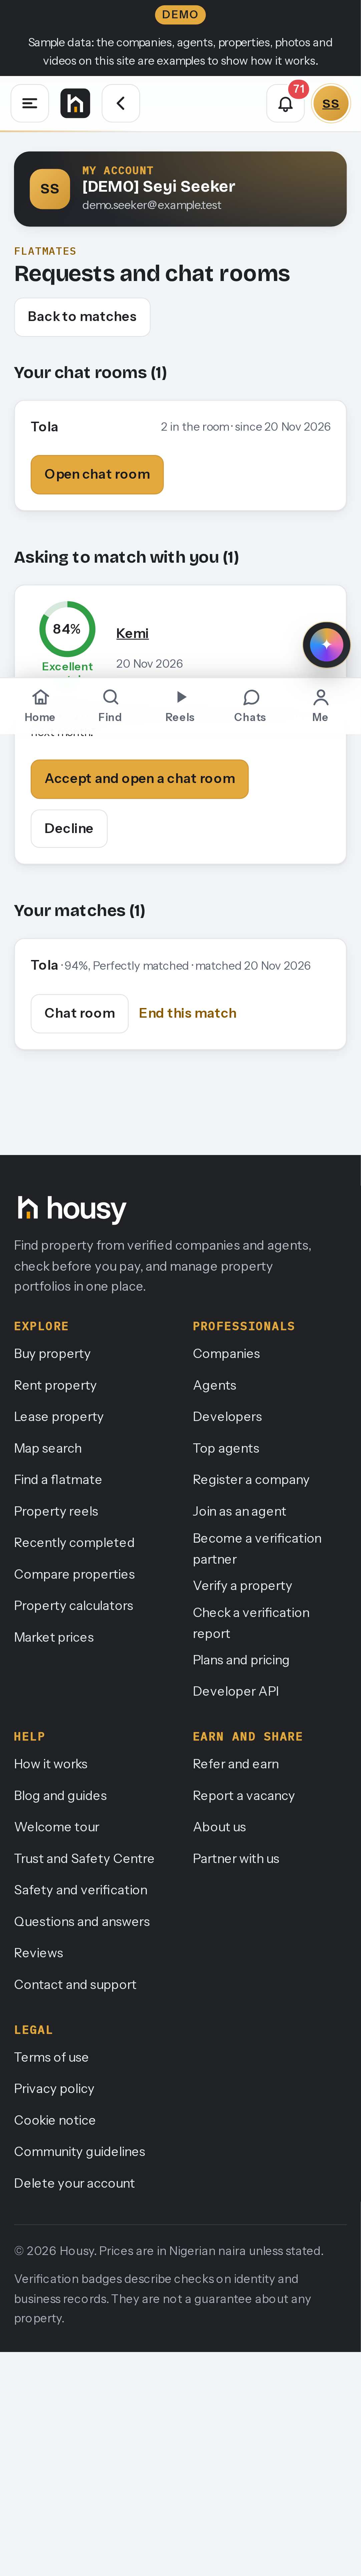 DEMO
Sample data: the companies, agents, properties, photos and
videos on this site are examples to show how it works.
71
SS
SS
MY ACCOUNT
[DEMO] Seyi Seeker
demo.seeker@example.test
FLATMATES
Requests and chat rooms
Back to matches
Your chat rooms (1)
Tola
2 in the room · since 20 Nov 2026
Open chat room
Asking to match with you (1)
84%
Excellent
Kemi
20 Nov 2026
Home
Find
Reels
Chats
Me
next month.
Accept and open a chat room
Decline
Your matches (1)
Tola · 94%, Perfectly matched · matched 20 Nov 2026
Chat room
End this match
housy
Find property from verified companies and agents,
check before you pay, and manage property
portfolios in one place.
EXPLORE
Buy property
Rent property
Lease property
Map search
Find a flatmate
Property reels
Recently completed
Compare properties
Property calculators
Market prices
PROFESSIONALS
Companies
Agents
Developers
Top agents
Register a company
Join as an agent
Become a verification
partner
Verify a property
Check a verification
report
Plans and pricing
Developer API
HELP
How it works
Blog and guides
Welcome tour
Trust and Safety Centre
Safety and verification
Questions and answers
Reviews
Contact and support
EARN AND SHARE
Refer and earn
Report a vacancy
About us
Partner with us
LEGAL
Terms of use
Privacy policy
Cookie notice
Community guidelines
Delete your account
© 2026 Housy. Prices are in Nigerian naira unless stated.
Verification badges describe checks on identity and
business records. They are not a guarantee about any
property.